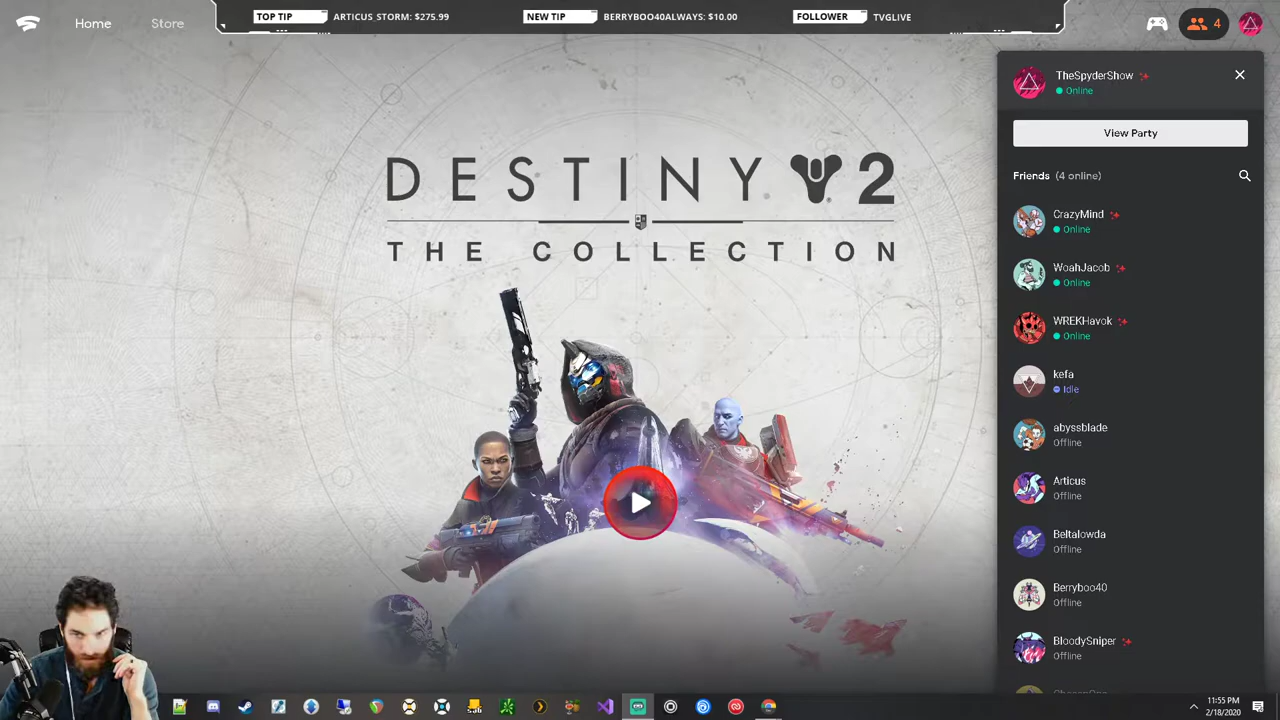 Home
Store
TOP TIP
ARTICUS_STORM: $275.99
NEW TIP
BERRYBOO40ALWAYS: $10.00
FOLLOWER
TVGLIVE
4
TheSpyderShow
Online
View Party
Friends (4 online)
CrazyMind
Online
WoahJacob
Online
WREKHavok
Online
kefa
Idle
abyssblade
Offline
Articus
Offline
Beltalowda
Offline
Berryboo40
Offline
BloodySniper
Offline
DESTINY 2
THE COLLECTION
11:55 PM
2/18/2020